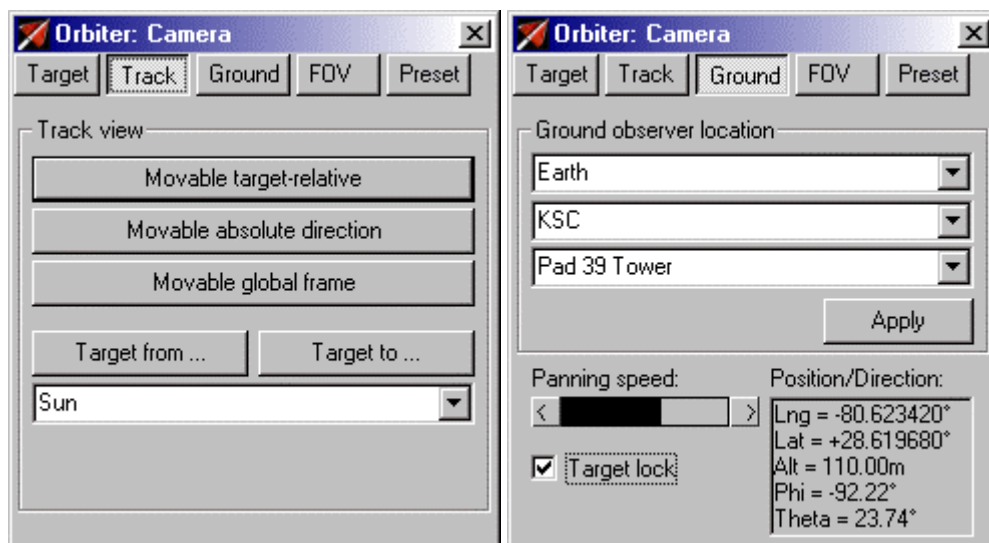 Orbiter: Camera
Target Track Ground FOV Preset
Track view
Movable target-relative
Movable absolute direction
Movable global frame
Target from ... Target to ...
Sun
Orbiter: Camera
Target Track Ground FOV Preset
Ground observer location
Earth
KSC
Pad 39 Tower
Apply
Panning speed:
Target lock
Position/Direction:
Lng = -80.623420°
Lat = +28.619680°
Alt = 110.00m
Phi = -92.22°
Theta = 23.74°